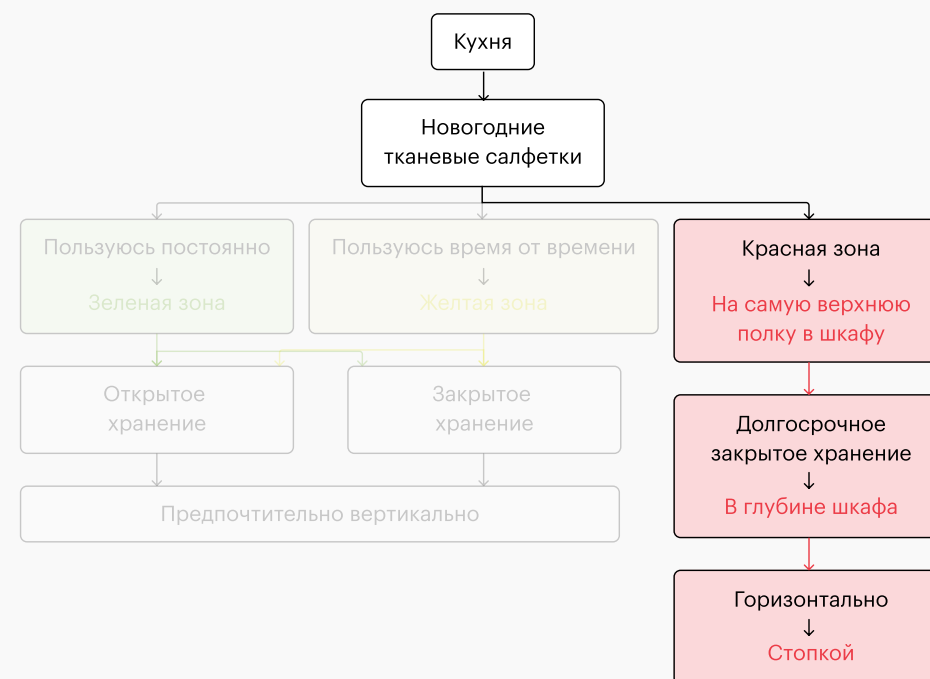 Кухня
Новогодние
тканевые салфетки
Пользуюсь постоянно
Зеленая зона
Пользуюсь время от времени
Желтая зона
Красная зона
На самую верхнюю
полку в шкафу
Открытое
хранение
Закрытое
хранение
Долгосрочное
закрытое хранение
В глубине шкафа
Предпочтительно вертикально
Горизонтально
Стопкой